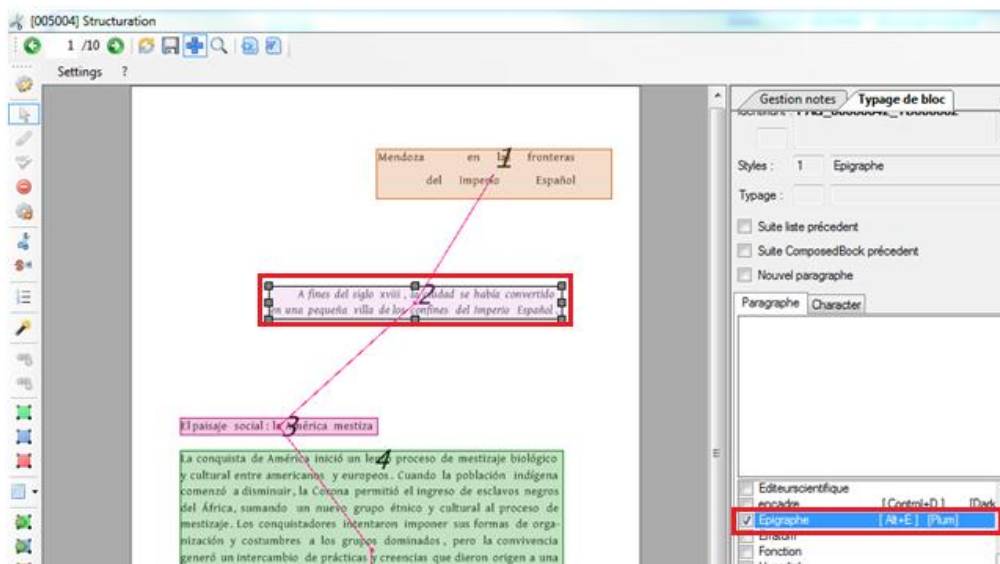 [005004] Structuration
1 /10
Settings ?
Mendoza en las fronteras
del Imperio Español
1
A fines del siglo xviii , la ciudad se había convertido
en una pequeña villa de los confines del Imperio Español .
2
El paisaje social : la América mestiza
3
4
La conquista de América inició un lento proceso de mestizaje biológico
y cultural entre americanos y europeos . Cuando la población indígena
comenzó a disminuir , la Corona permitió el ingreso de esclavos negros
del África , sumando un nuevo grupo étnico y cultural al proceso de
mestizaje . Los conquistadores intentaron imponer sus formas de orga-
nización y costumbres a los grupos dominados , pero la convivencia
generó un intercambio de prácticas y creencias que dieron origen a una
Gestion notes Typage de bloc
Styles : 1 Epigraphe
Typage :
Suite liste précedent
Suite ComposedBock précedent
Nouvel paragraphe
Paragraphe Character
Editeurscientifique
encadre [ Control+D ] [Dark
Epigraphe [ Alt+E ] [Plum]
Erratum
Fonction